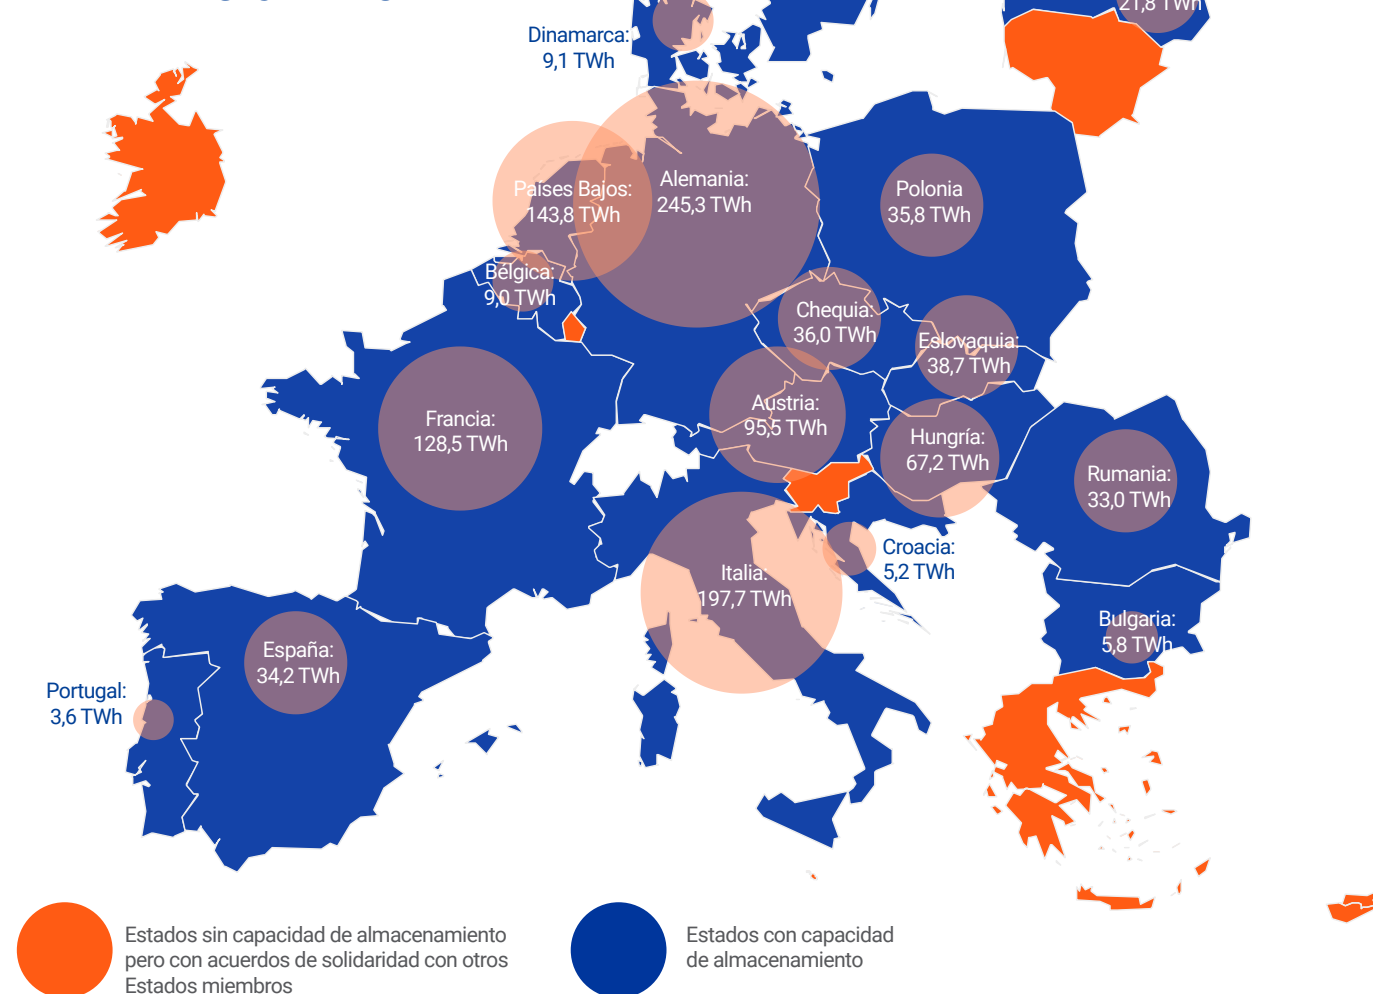 21,8 TWh
Dinamarca:
9,1 TWh
Países Bajos:
143,8 TWh
Alemania:
245,3 TWh
Polonia
35,8 TWh
Bélgica:
9,0 TWh
Chequia:
36,0 TWh
Eslovaquia:
38,7 TWh
Francia:
128,5 TWh
Austria:
95,5 TWh
Hungría:
67,2 TWh
Rumania:
33,0 TWh
Croacia:
5,2 TWh
Italia:
197,7 TWh
Bulgaria:
5,8 TWh
España:
34,2 TWh
Portugal:
3,6 TWh
Estados sin capacidad de almacenamiento
pero con acuerdos de solidaridad con otros
Estados miembros
Estados con capacidad
de almacenamiento